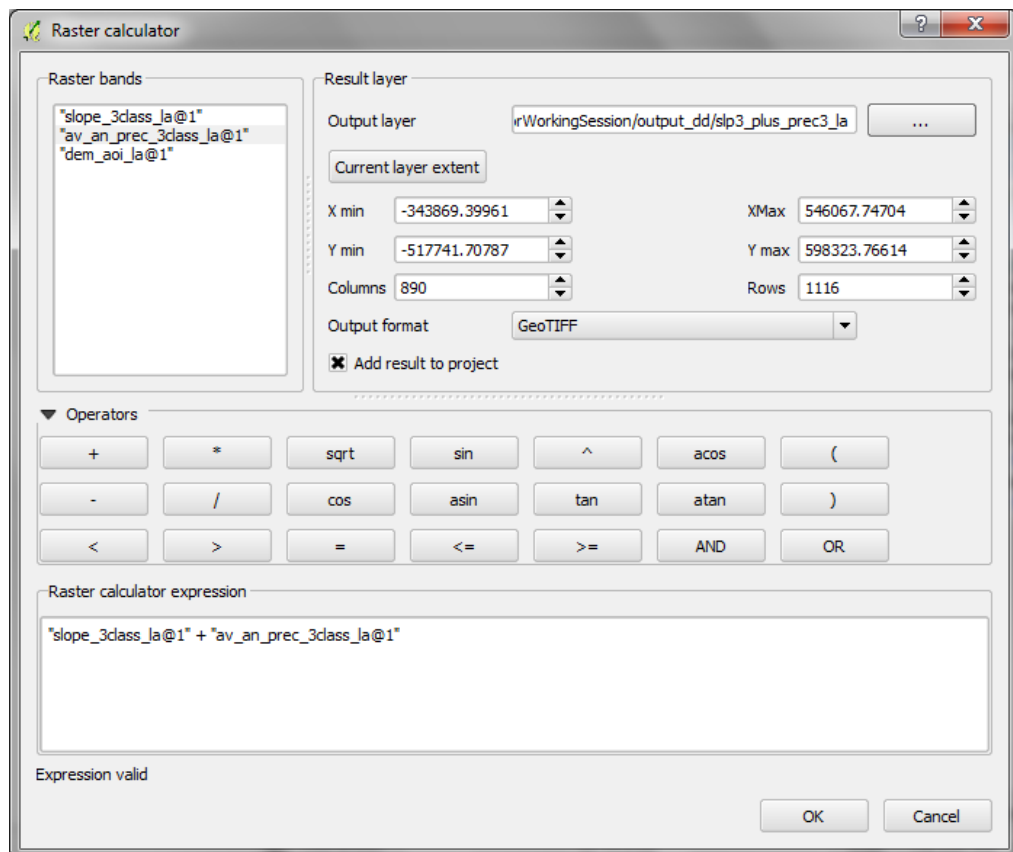 Raster calculator
?
x
Raster bands
"slope_3class_la@1"
"av_an_prec_3class_la@1"
"dem_aoi_la@1"
Result layer
Output layer
rWorkingSession/output_dd/slp3_plus_prec3_la
...
Current layer extent
X min
-343869.39961
XMax
546067.74704
Y min
-517741.70787
Y max
598323.76614
Columns
890
Rows
1116
Output format
GeoTIFF
Add result to project
Operators
+
*
sqrt
sin
^
acos
(
-
/
cos
asin
tan
atan
)
<
>
=
<=
>=
AND
OR
Raster calculator expression
"slope_3class_la@1" + "av_an_prec_3class_la@1"
Expression valid
OK
Cancel